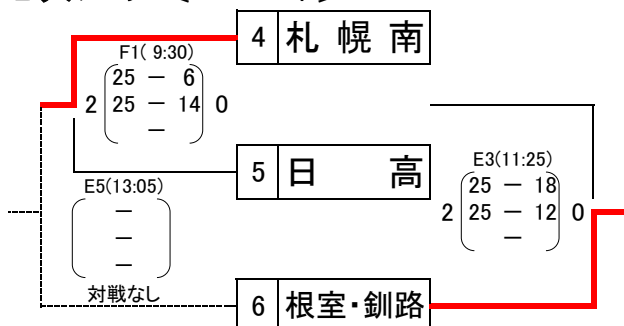 4 札幌南
F1( 9:30)
25 － 6
2 25 － 14 0
－
5 日 高
E3(11:25)
25 － 18
2 25 － 12 0
－
E5(13:05)
－
－
－
対戦なし
6 根室・釧路